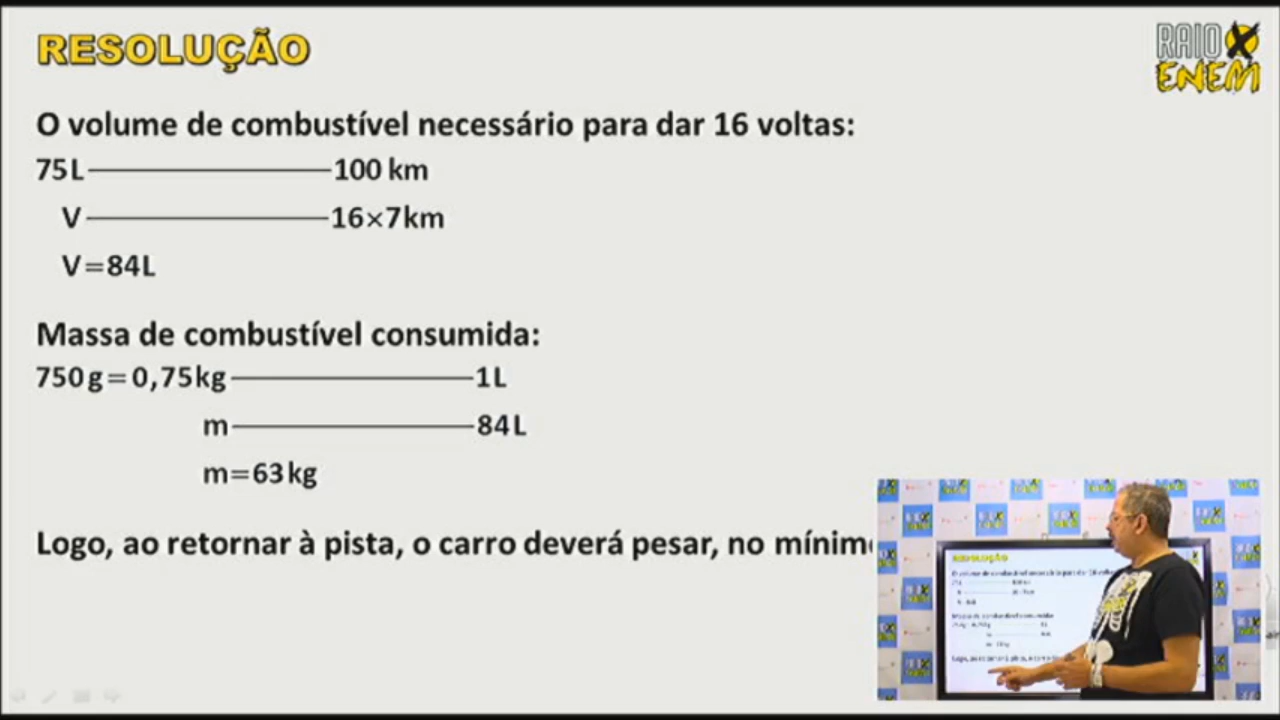 RESOLUÇÃO
RAIO X
ENEM
O volume de combustível necessário para dar 16 voltas:
75L 100 km
V 16×7km
V=84L
Massa de combustível consumida:
750g=0,75kg 1L
m 84L
m=63kg
Logo, ao retornar à pista, o carro deverá pesar, no mínimo